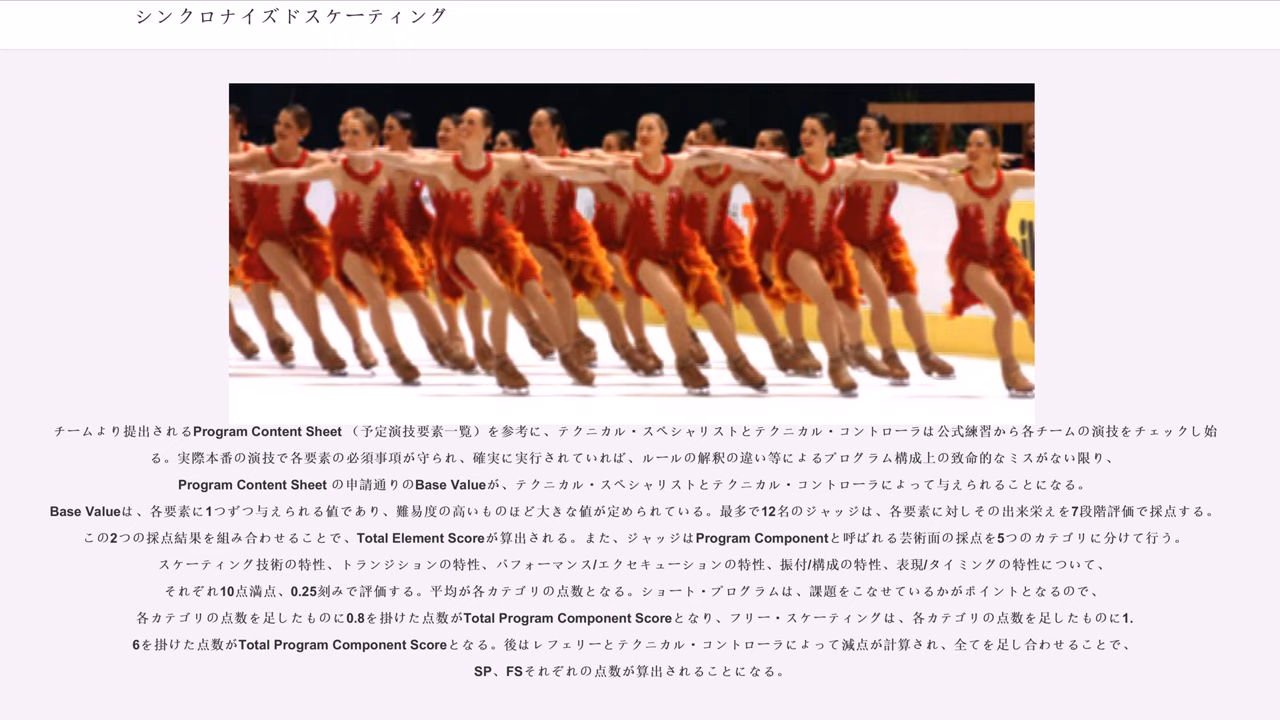 シンクロナイズドスケーティング
チームより提出されるProgram Content Sheet （予定演技要素一覧）を参考に、テクニカル・スペシャリストとテクニカル・コントローラは公式練習から各チームの演技をチェックし始
る。実際本番の演技で各要素の必須事項が守られ、確実に実行されていれば、ルールの解釈の違い等によるプログラム構成上の致命的なミスがない限り、
Program Content Sheet の申請通りのBase Valueが、テクニカル・スペシャリストとテクニカル・コントローラによって与えられることになる。
Base Valueは、各要素に1つずつ与えられる値であり、難易度の高いものほど大きな値が定められている。最多で12名のジャッジは、各要素に対しその出来栄えを7段階評価で採点する。
この2つの採点結果を組み合わせることで、Total Element Scoreが算出される。また、ジャッジはProgram Componentと呼ばれる芸術面の採点を5つのカテゴリに分けて行う。
スケーティング技術の特性、トランジションの特性、パフォーマンス/エクセキューションの特性、振付/構成の特性、表現/タイミングの特性について、
それぞれ10点満点、0.25刻みで評価する。平均が各カテゴリの点数となる。ショート・プログラムは、課題をこなせているかがポイントとなるので、
各カテゴリの点数を足したものに0.8を掛けた点数がTotal Program Component Scoreとなり、フリー・スケーティングは、各カテゴリの点数を足したものに1.
6を掛けた点数がTotal Program Component Scoreとなる。後はレフェリーとテクニカル・コントローラによって減点が計算され、全てを足し合わせることで、
SP、FSそれぞれの点数が算出されることになる。